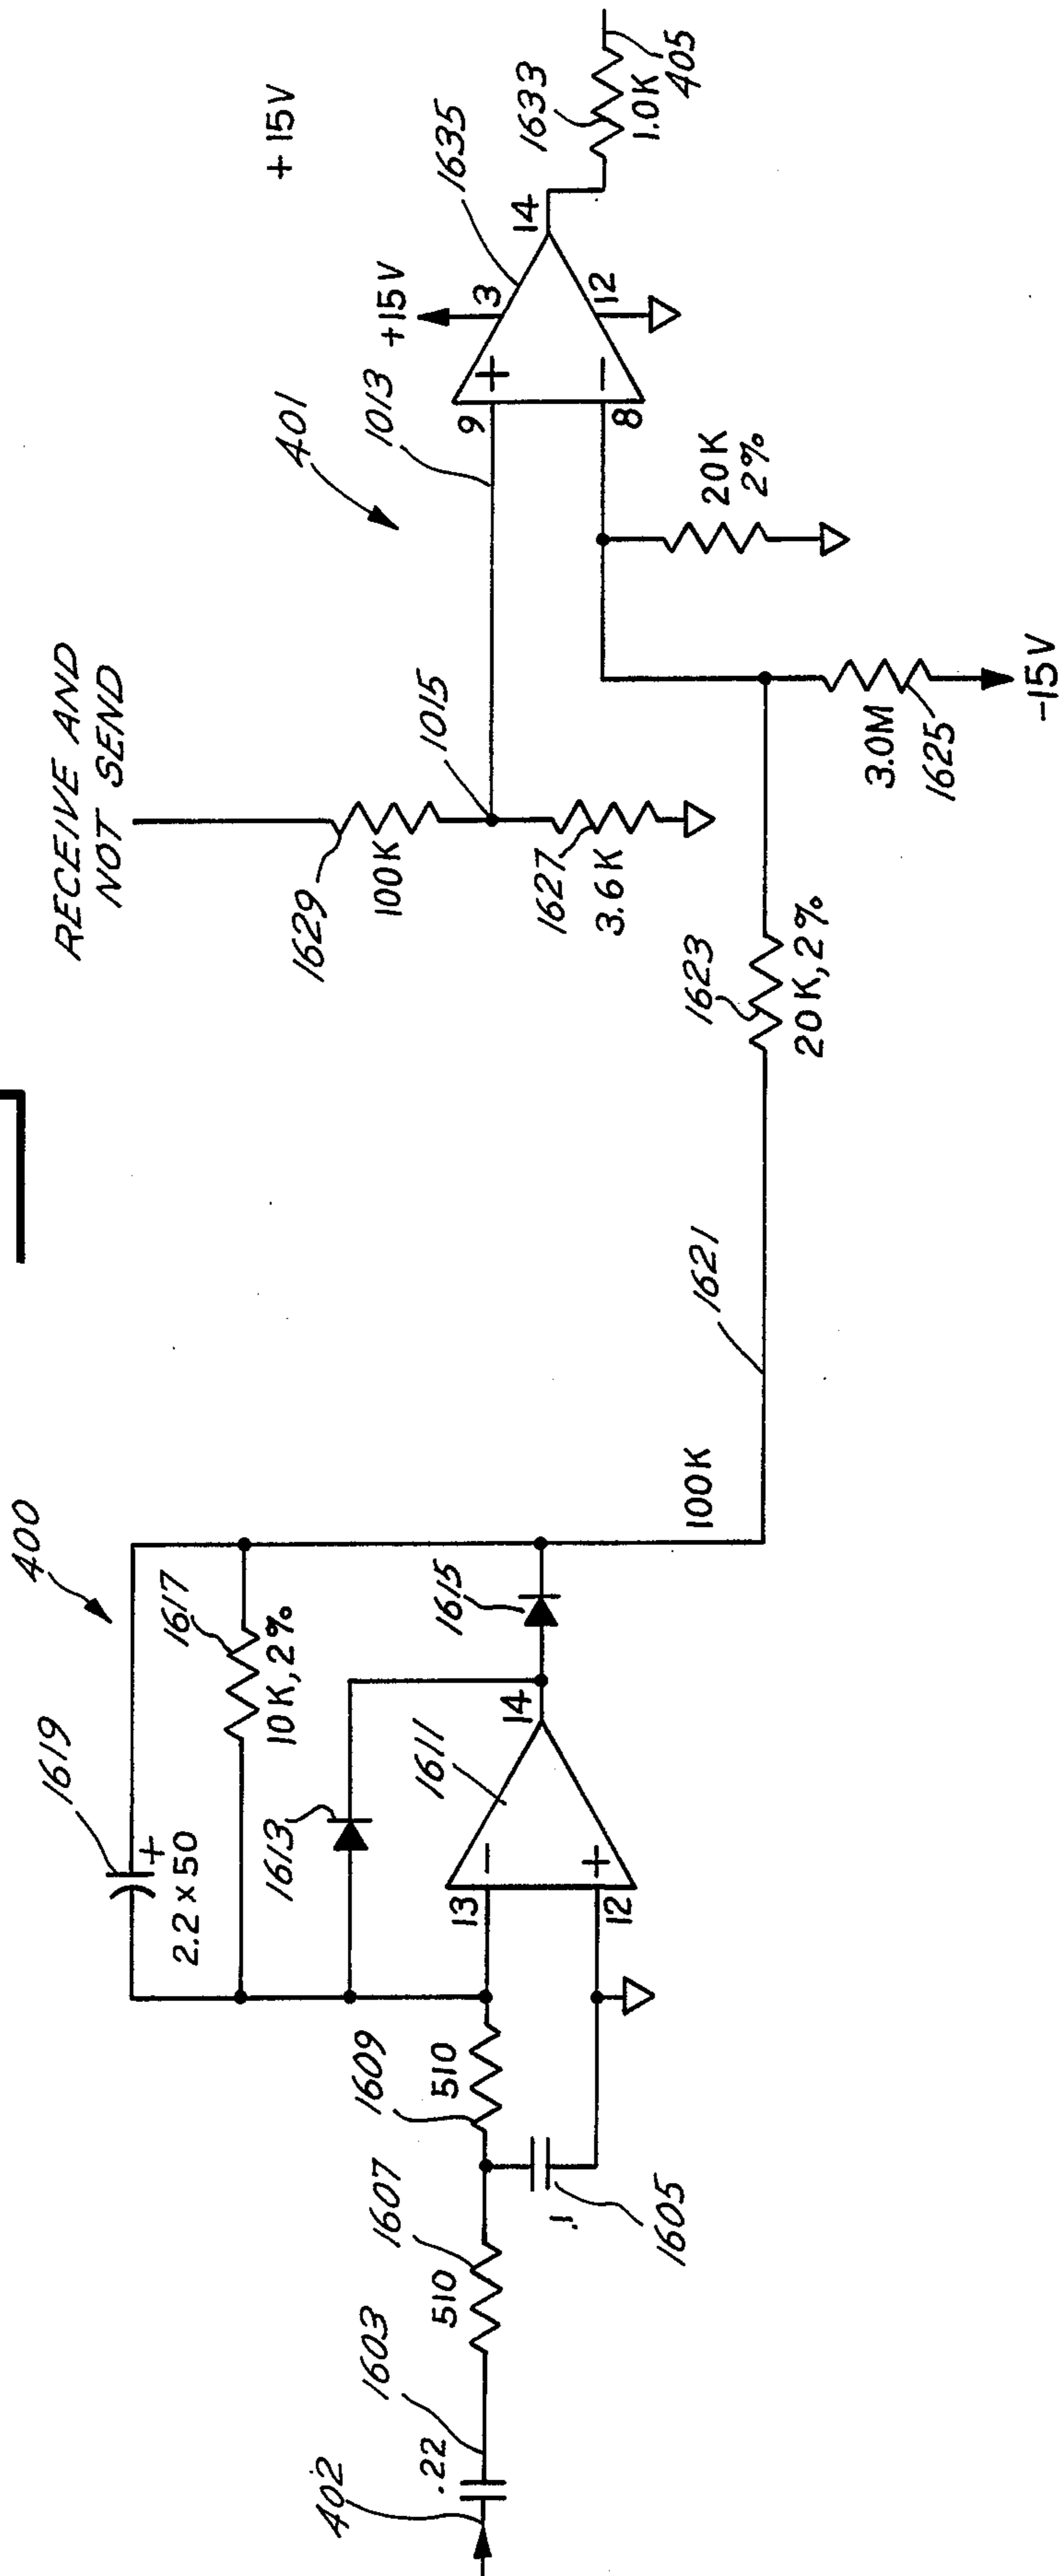 402
.22
1603
510
1607
.1
1605
1609
510
13
12
−
+
1611
14
1613
1619
+
2.2 x 50
1617
10K, 2%
400
1615
100K
1621
1623
20K, 2%
RECEIVE AND
NOT SEND
1629
100K
1015
1627
3.6K
3.0M
1625
-15V
401
1013
20K
2%
9
8
+
−
+15V
3
12
1635
14
1633
1.0K
405
+15V